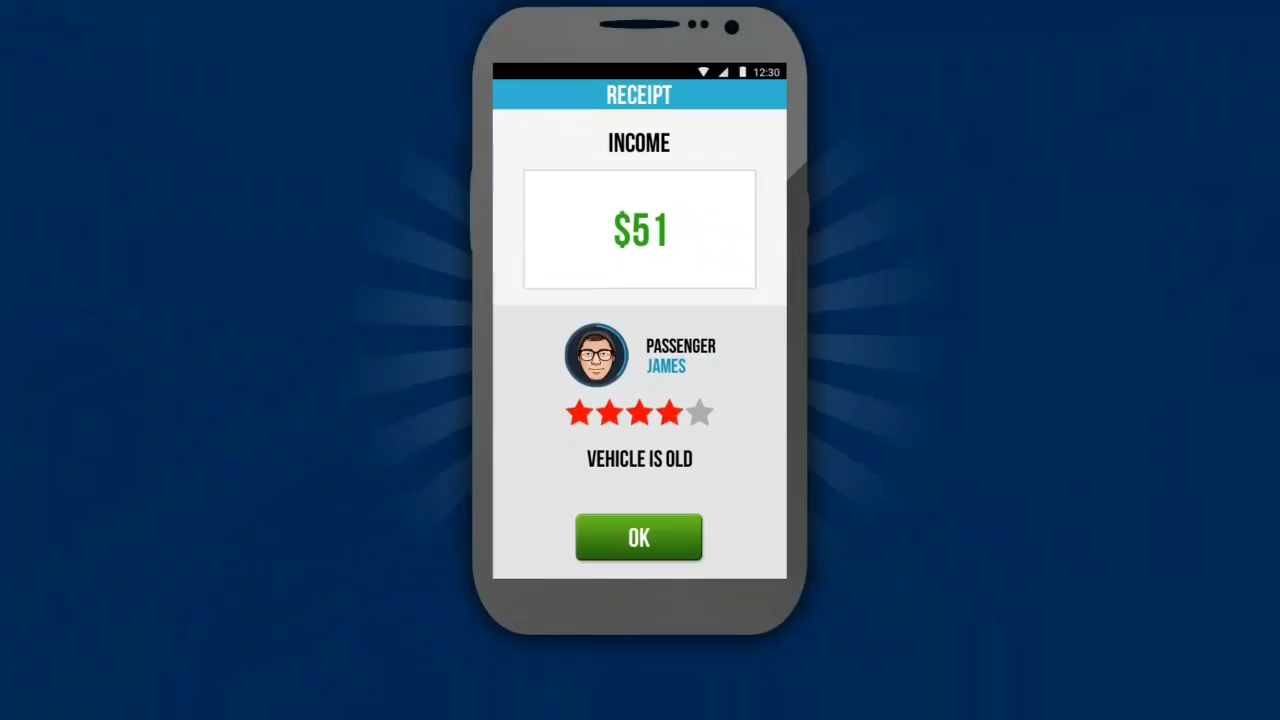 12:30
RECEIPT
INCOME
$51
PASSENGER
JAMES
VEHICLE IS OLD
OK